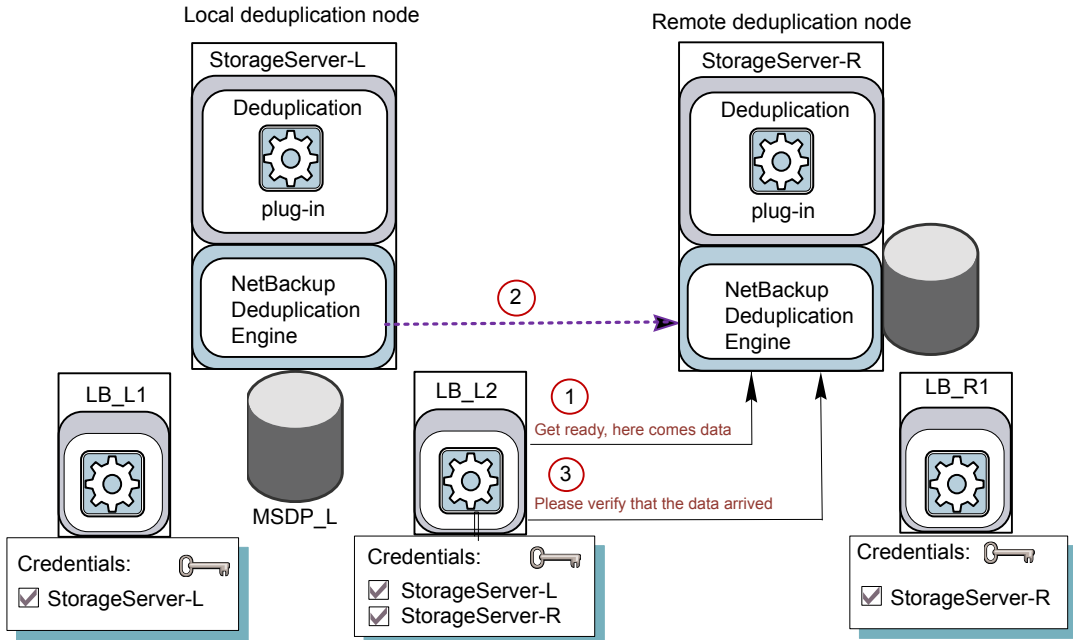 Local deduplication node
Remote deduplication node
StorageServer-L
Deduplication
plug-in
NetBackup
Deduplication
Engine
StorageServer-R
Deduplication
plug-in
NetBackup
Deduplication
Engine
2
LB_L1
MSDP_L
LB_L2
1
Get ready, here comes data
3
Please verify that the data arrived
LB_R1
Credentials:
StorageServer-L
Credentials:
StorageServer-L
StorageServer-R
Credentials:
StorageServer-R